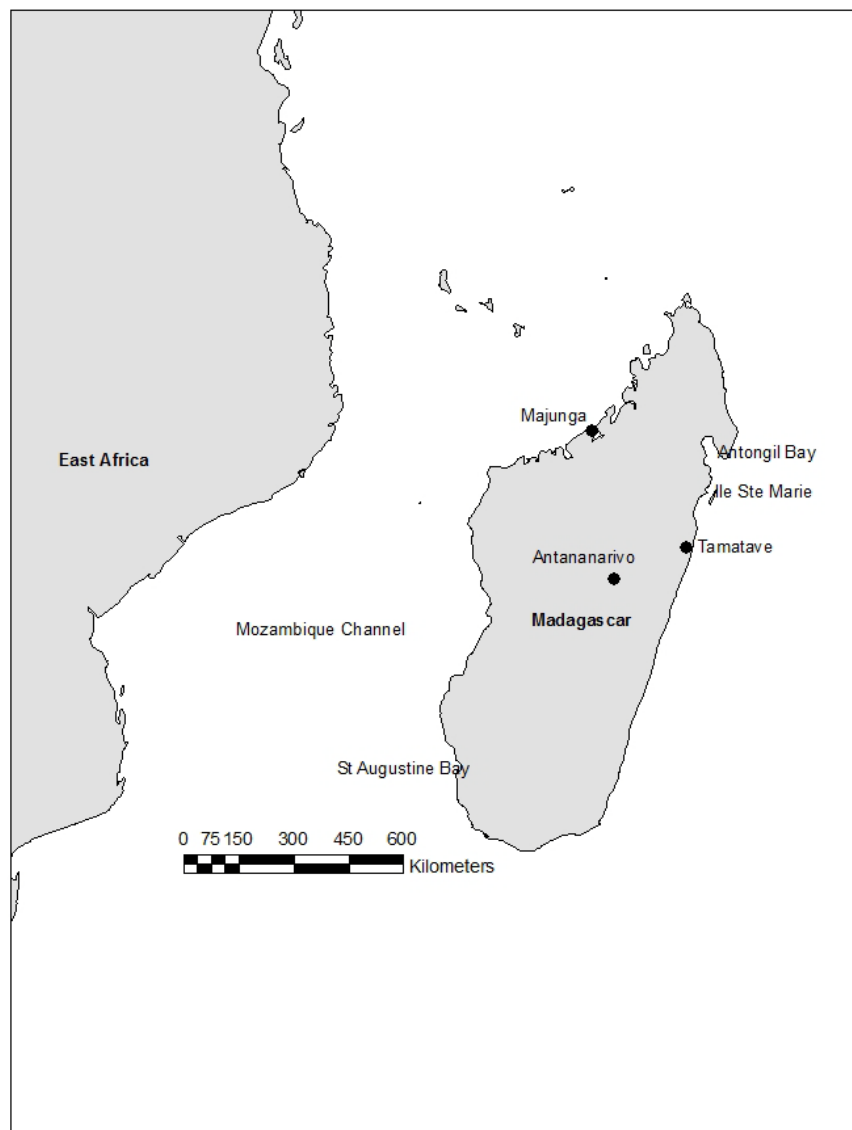 Majunga
East Africa
Antongil Bay
Ile Ste Marie
Tamatave
Antananarivo
Madagascar
Mozambique Channel
St Augustine Bay
0 75 150 300 450 600
Kilometers